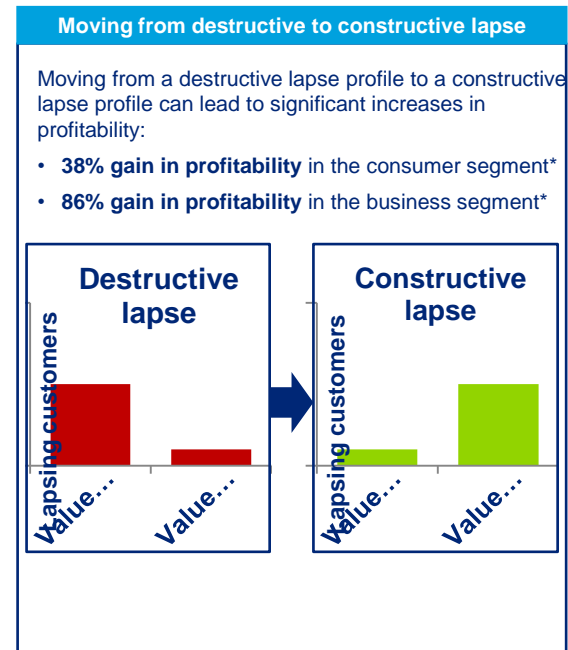 Moving from destructive to constructive lapse
Moving from a destructive lapse profile to a constructive
lapse profile can lead to significant increases in
profitability:
• 38% gain in profitability in the consumer segment*
• 86% gain in profitability in the business segment*
Destructive
lapse
Lapsing customers
Value…
Value…
Constructive
lapse
Lapsing customers
Value…
Value…